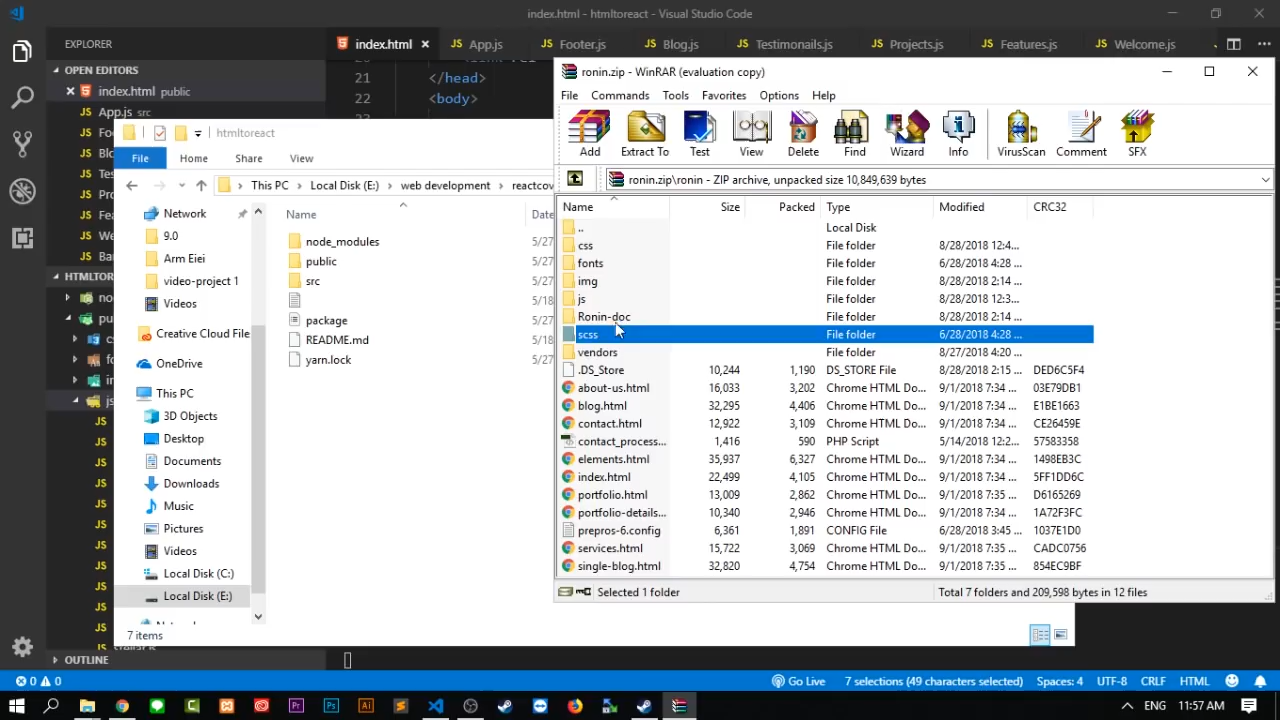 index.html - htmltoreact - Visual Studio Code
EXPLORER
index.html
App.js
Footer.js
Blog.js
Testimonails.js
Projects.js
Features.js
Welcome.js
OPEN EDITORS
index.html public
App.js src
21 </head>
22 <body>
HTMLTOR
OUTLINE
htmltoreact
File Home Share View
This PC Local Disk (E:) web development
Name
Network
9.0
Arm Eiei
video-project 1
Videos
Creative Cloud File
OneDrive
This PC
3D Objects
Desktop
Documents
Downloads
Music
Pictures
Videos
Local Disk (C:)
Local Disk (E:)
node_modules 5/27
public 5/27
src 5/27
package
README.md
yarn.lock
7 items
ronin.zip - WinRAR (evaluation copy)
File Commands Tools Favorites Options Help
Add Extract To Test View Delete Find Wizard Info VirusScan Comment SFX
ronin.zip\ronin - ZIP archive, unpacked size 10,849,639 bytes
Name Size Packed Type Modified CRC32
.. Local Disk
css File folder 8/28/2018 12:4...
fonts File folder 6/28/2018 4:28 ...
img File folder 8/28/2018 2:14 ...
js File folder 8/28/2018 12:3...
Ronin-doc File folder 8/28/2018 2:14 ...
scss File folder 6/28/2018 4:28 ...
vendors File folder 8/27/2018 4:20 ...
.DS_Store 10,244 1,190 DS_STORE File 8/28/2018 2:15 ... DED6C5F4
about-us.html 16,033 3,202 Chrome HTML Do... 9/1/2018 7:34 ... 03E79DB1
blog.html 32,295 4,406 Chrome HTML Do... 9/1/2018 7:34 ... E1BE1663
contact.html 12,922 3,109 Chrome HTML Do... 9/1/2018 7:34 ... CE26459E
contact_process... 1,416 590 PHP Script 5/14/2018 12:2... 57583358
elements.html 35,937 6,327 Chrome HTML Do... 9/1/2018 7:34 ... 1498EB3C
index.html 22,499 4,105 Chrome HTML Do... 9/1/2018 7:34 ... 5FF1DD6C
portfolio.html 13,009 2,862 Chrome HTML Do... 9/1/2018 7:35 ... D6165269
portfolio-details... 10,340 2,946 Chrome HTML Do... 9/1/2018 7:35 ... 1A72F3FC
prepros-6.config 6,361 1,891 CONFIG File 6/28/2018 3:45 ... 1037E1D0
services.html 15,722 3,069 Chrome HTML Do... 9/1/2018 7:35 ... CADC0756
single-blog.html 32,820 4,754 Chrome HTML Do... 9/1/2018 7:35 ... 854EC9BF
Selected 1 folder
Total 7 folders and 209,598 bytes in 12 files
0 0
Go Live 7 selections (49 characters selected) Spaces: 4 UTF-8 CRLF HTML
11:57 AM